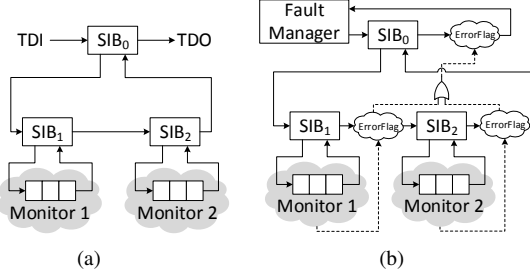 TDI
SIB0
TDO
SIB1
SIB2
Monitor 1
Monitor 2
(a)
Fault
Manager
SIB0
ErrorFlag
SIB1
ErrorFlag
SIB2
ErrorFlag
Monitor 1
Monitor 2
(b)